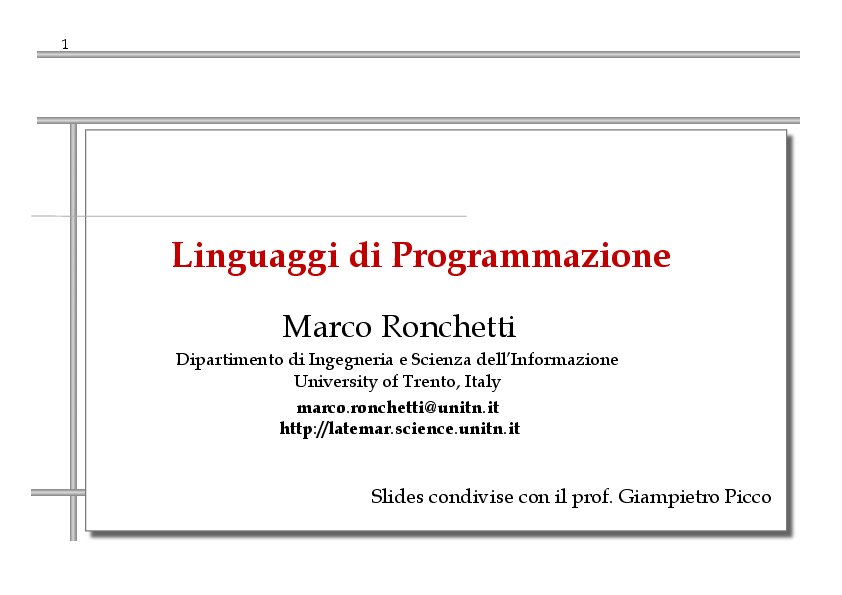 1
Linguaggi di Programmazione
Marco Ronchetti
Dipartimento di Ingegneria e Scienza dell’Informazione
University of Trento, Italy
marco.ronchetti@unitn.it
http://latemar.science.unitn.it
Slides condivise con il prof. Giampietro Picco